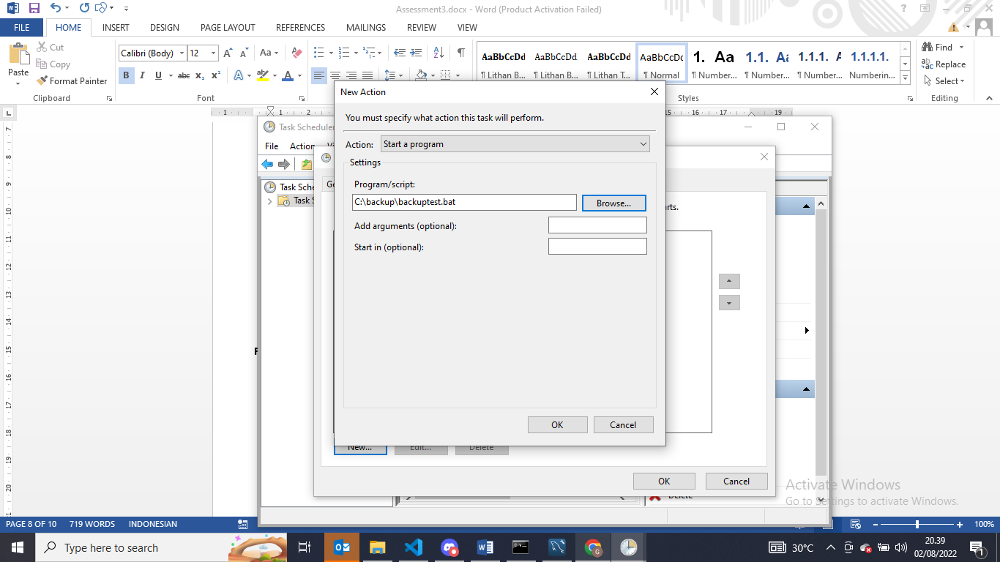 Assessment3.docx - Word (Product Activation Failed)
FILE HOME INSERT DESIGN PAGE LAYOUT REFERENCES MAILINGS REVIEW VIEW
Paste
Cut
Copy
Format Painter
Clipboard
Calibri (Body) 12
Font
AaBbCcDd AaBbCcDd AaBbCcDd AaBbCcDc 1. Aa 1.1. 1.1.1. 1.1.1.1.
¶ Lithan B... ¶ Lithan B... ¶ Lithan T... ¶ Normal ¶ Number... ¶ Number... ¶ Number... Numberin...
Styles
Find
Replace
Select
Editing
Task Scheduler
File Action
Task Sche
Task S
New Action
You must specify what action this task will perform.
Action: Start a program
Settings
Program/script:
C:\backup\backuptest.bat Browse...
Add arguments (optional):
Start in (optional):
OK Cancel
New... Edit... Delete
OK Cancel
Delete
Activate Windows
Go to Settings to activate Windows.
PAGE 8 OF 10 719 WORDS INDONESIAN 100%
Type here to search
30°C
20.39
02/08/2022
1